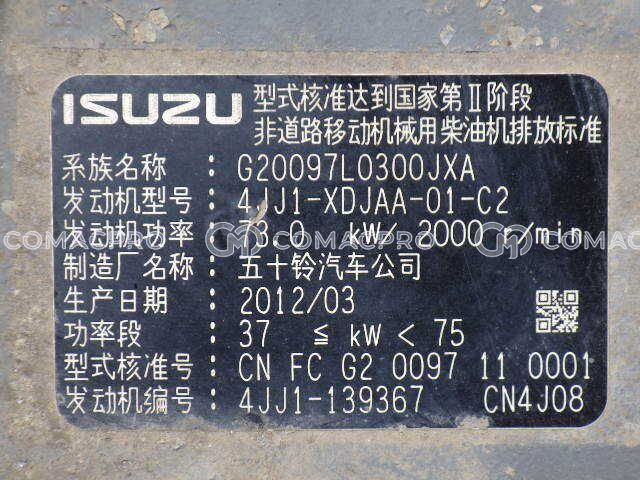 ISUZU 型式核准达到国家第Ⅱ阶段
非道路移动机械用柴油机排放标准
系族名称 : G20097L0300JXA
发动机型号 : 4JJ1-XDJAA-01-C2
发动机功率 : 73.0 kW 2000 r/min
制造厂名称 : 五十铃汽车公司
生产日期 : 2012/03
功率段 : 37 ≦ kW < 75
型式核准号 : CN FC G2 0097 11 0001
发动机编号 : 4JJ1-139367 CN4J08
COMACPRO COMACPRO COMACPRO